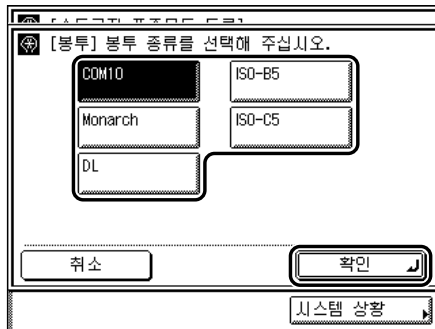 [봉투] 봉투 종류를 선택해 주십시오.
COM10
ISO-B5
Monarch
ISO-C5
DL
취소
확인
시스템 상황